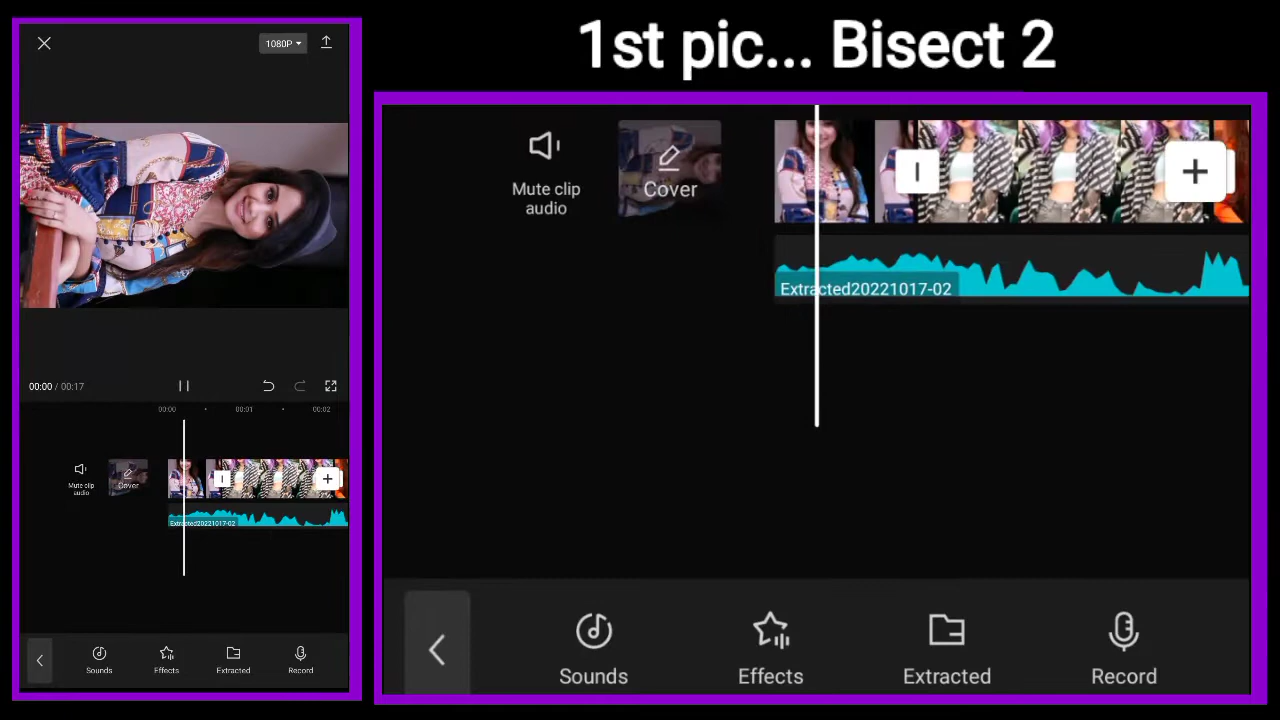 1st pic... Bisect 2
1080P
00:00 / 00:17
00:00
00:01
00:02
Mute clip
audio
Cover
Extracted20221017-02
Sounds
Effects
Extracted
Record
Mute clip
audio
Cover
Extracted20221017-02
Sounds
Effects
Extracted
Record